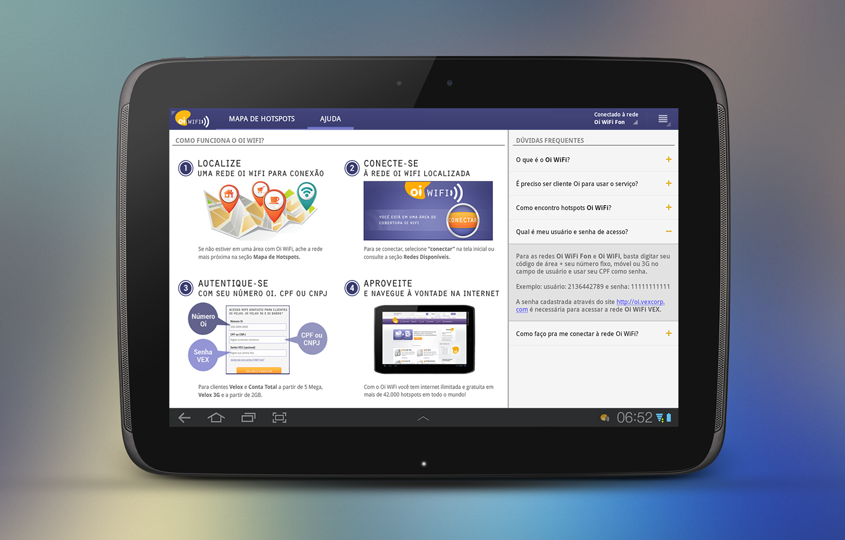 oi WIFI
MAPA DE HOTSPOTS
AJUDA
Conectado à rede
Oi WiFi Fon
COMO FUNCIONA O OI WIFI?
1
LOCALIZE
UMA REDE OI WIFI PARA CONEXÃO
Se não estiver em uma área com Oi WiFi, ache a rede
mais próxima na seção Mapa de Hotspots.
2
CONECTE-SE
À REDE OI WIFI LOCALIZADA
oi WIFI
VOCÊ ESTÁ EM UMA ÁREA DE
COBERTURA OI WIFI
CONECTAR
Para se conectar, selecione "conectar" na tela inicial ou
consulte a seção Redes Disponíveis.
3
AUTENTIQUE-SE
COM SEU NÚMERO OI, CPF OU CNPJ
Número
Oi
Senha
VEX
CPF ou
CNPJ
Para clientes Velox e Conta Total a partir de 5 Mega,
Velox 3G e a partir de 2GB.
4
APROVEITE
E NAVEGUE À VONTADE NA INTERNET
Com o Oi WiFi você tem internet ilimitada e gratuita em
mais de 42.000 hotspots em todo o mundo!
DÚVIDAS FREQUENTES
O que é o Oi WiFi?
É preciso ser cliente Oi para usar o serviço?
Como encontro hotspots Oi WiFi?
Qual é meu usuário e senha de acesso?
Para as redes Oi WiFi Fon e Oi WiFi, basta digitar seu
código de área + seu número fixo, móvel ou 3G no
campo de usuário e usar seu CPF como senha.
Exemplo: usuário: 2136442789 e senha: 11111111111
A senha cadastrada através do site http://oi.vexcorp.
com é necessária para acessar a rede Oi WiFi VEX.
Como faço pra me conectar à rede Oi WiFi?
06:52